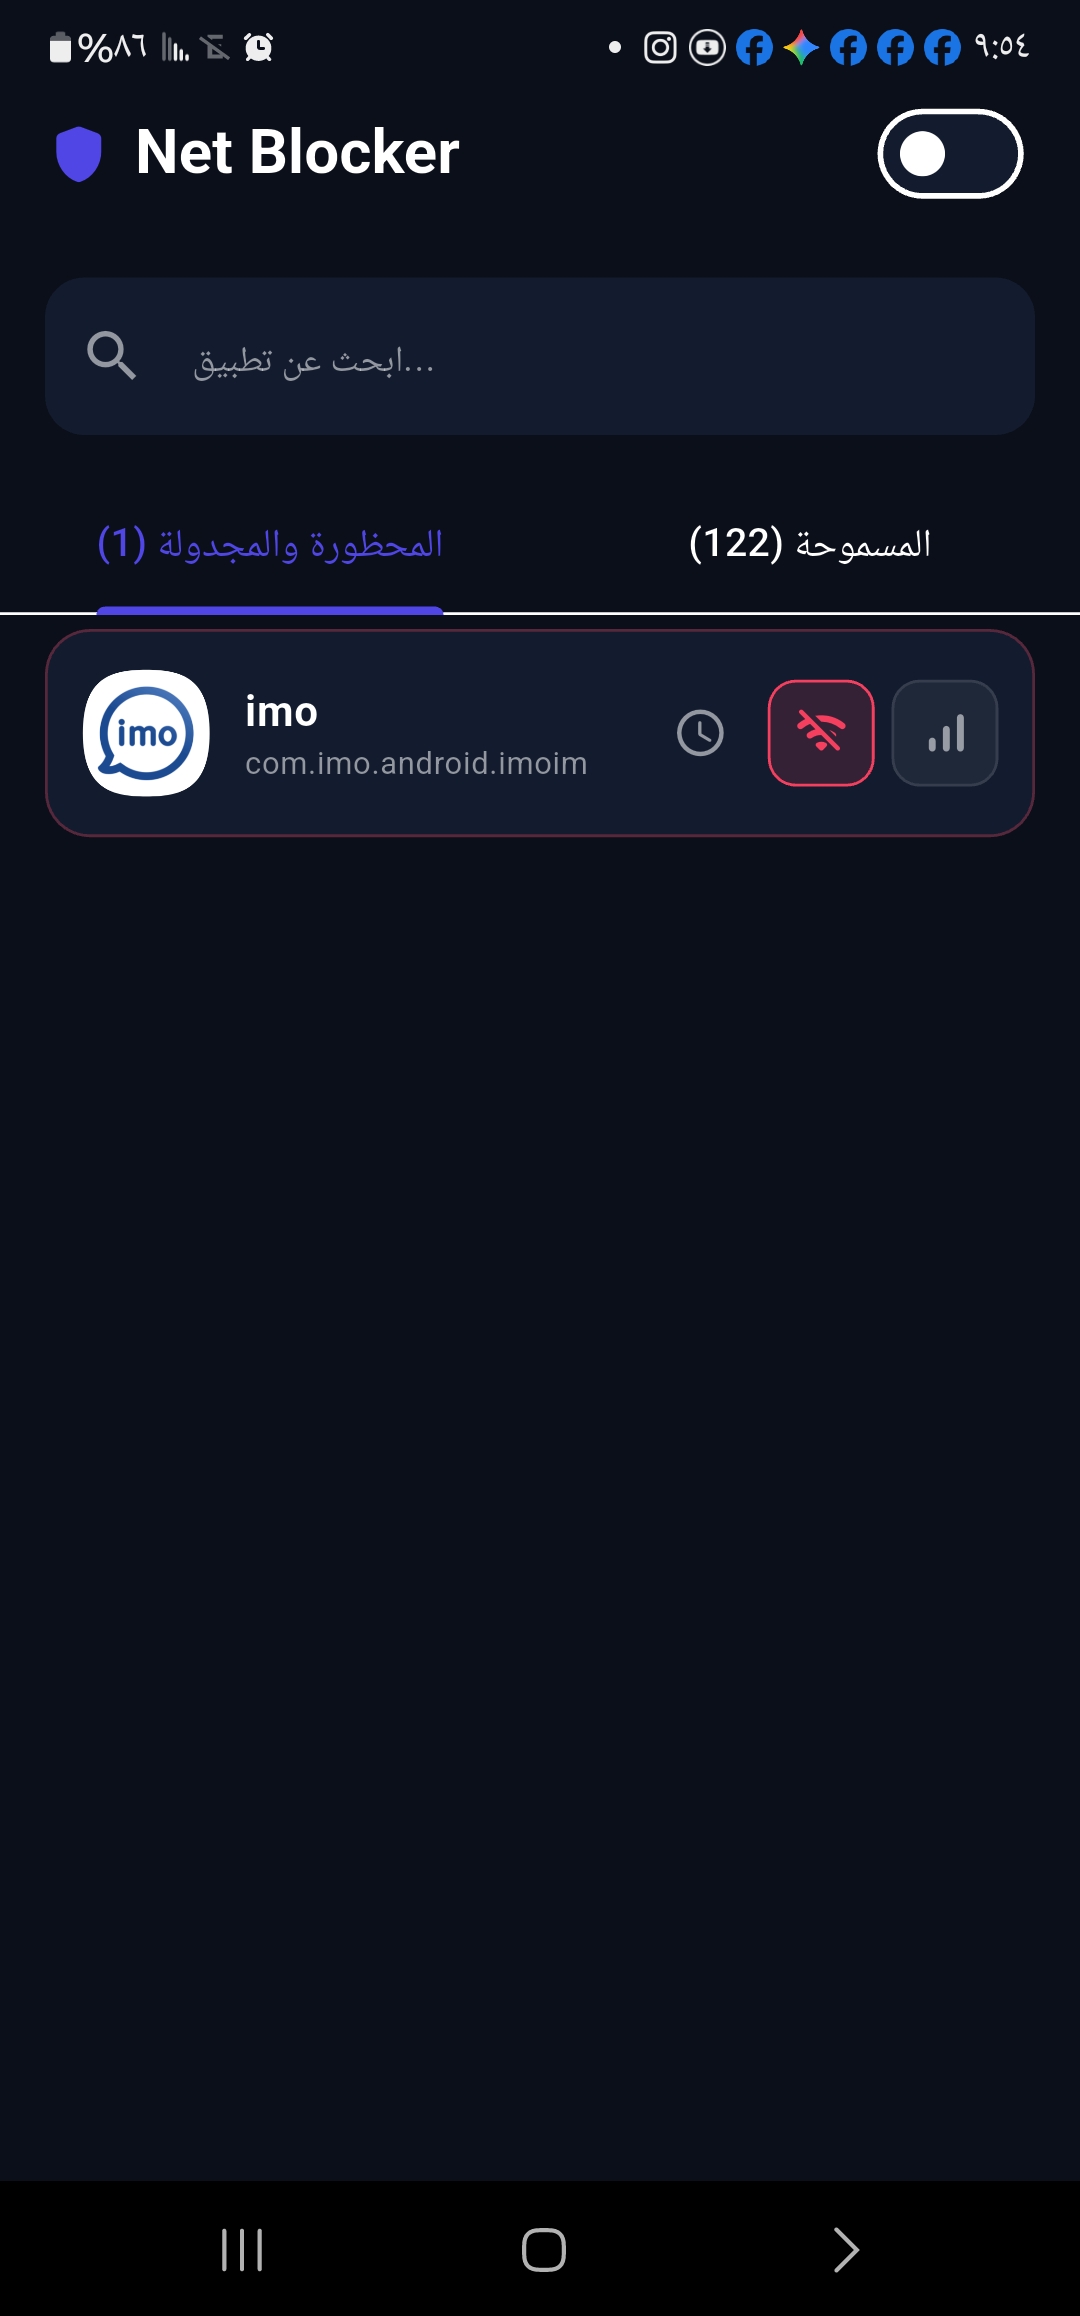 %٨٦ ٩:٥٤
Net Blocker
ابحث عن تطبيق...
المحظورة والمجدولة (1) المسموحة (122)
imo
imo
com.imo.android.imoim